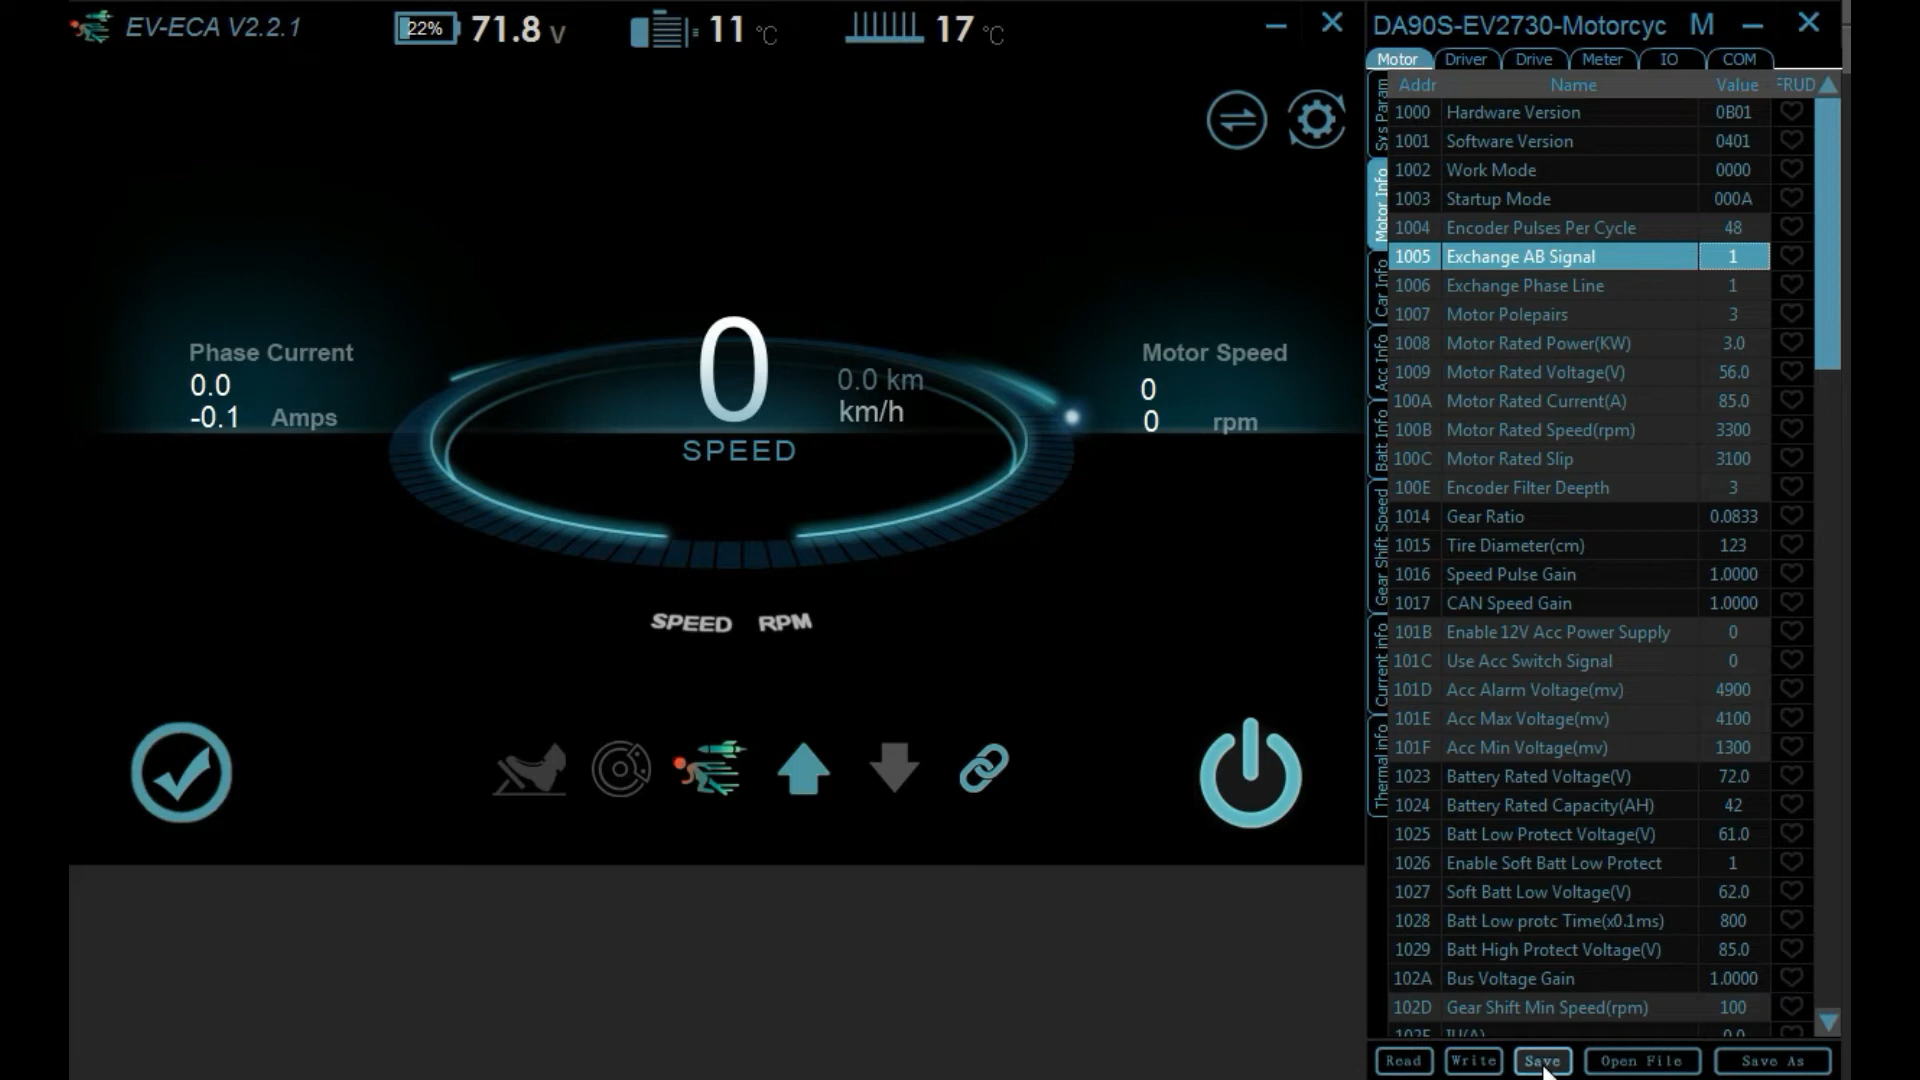 EV-ECA V2.2.1
22% 71.8 V
11 °C
17 °C
Phase Current
0.0
-0.1 Amps
0
0.0 km
km/h
SPEED
Motor Speed
0
0 rpm
SPEED RPM
DA90S-EV2730-Motorcyc M
Motor Driver Drive Meter IO COM
Sys Param
Motor Info
Car Info
Acc Info
Batt Info
Gear Shift Speed
Current info
Thermal info
Addr Name Value FRUD
1000 Hardware Version 0B01
1001 Software Version 0401
1002 Work Mode 0000
1003 Startup Mode 000A
1004 Encoder Pulses Per Cycle 48
1005 Exchange AB Signal 1
1006 Exchange Phase Line 1
1007 Motor Polepairs 3
1008 Motor Rated Power(KW) 3.0
1009 Motor Rated Voltage(V) 56.0
100A Motor Rated Current(A) 85.0
100B Motor Rated Speed(rpm) 3300
100C Motor Rated Slip 3100
100E Encoder Filter Deepth 3
1014 Gear Ratio 0.0833
1015 Tire Diameter(cm) 123
1016 Speed Pulse Gain 1.0000
1017 CAN Speed Gain 1.0000
101B Enable 12V Acc Power Supply 0
101C Use Acc Switch Signal 0
101D Acc Alarm Voltage(mv) 4900
101E Acc Max Voltage(mv) 4100
101F Acc Min Voltage(mv) 1300
1023 Battery Rated Voltage(V) 72.0
1024 Battery Rated Capacity(AH) 42
1025 Batt Low Protect Voltage(V) 61.0
1026 Enable Soft Batt Low Protect 1
1027 Soft Batt Low Voltage(V) 62.0
1028 Batt Low protc Time(x0.1ms) 800
1029 Batt High Protect Voltage(V) 85.0
102A Bus Voltage Gain 1.0000
102D Gear Shift Min Speed(rpm) 100
Read Write Save Open File Save As